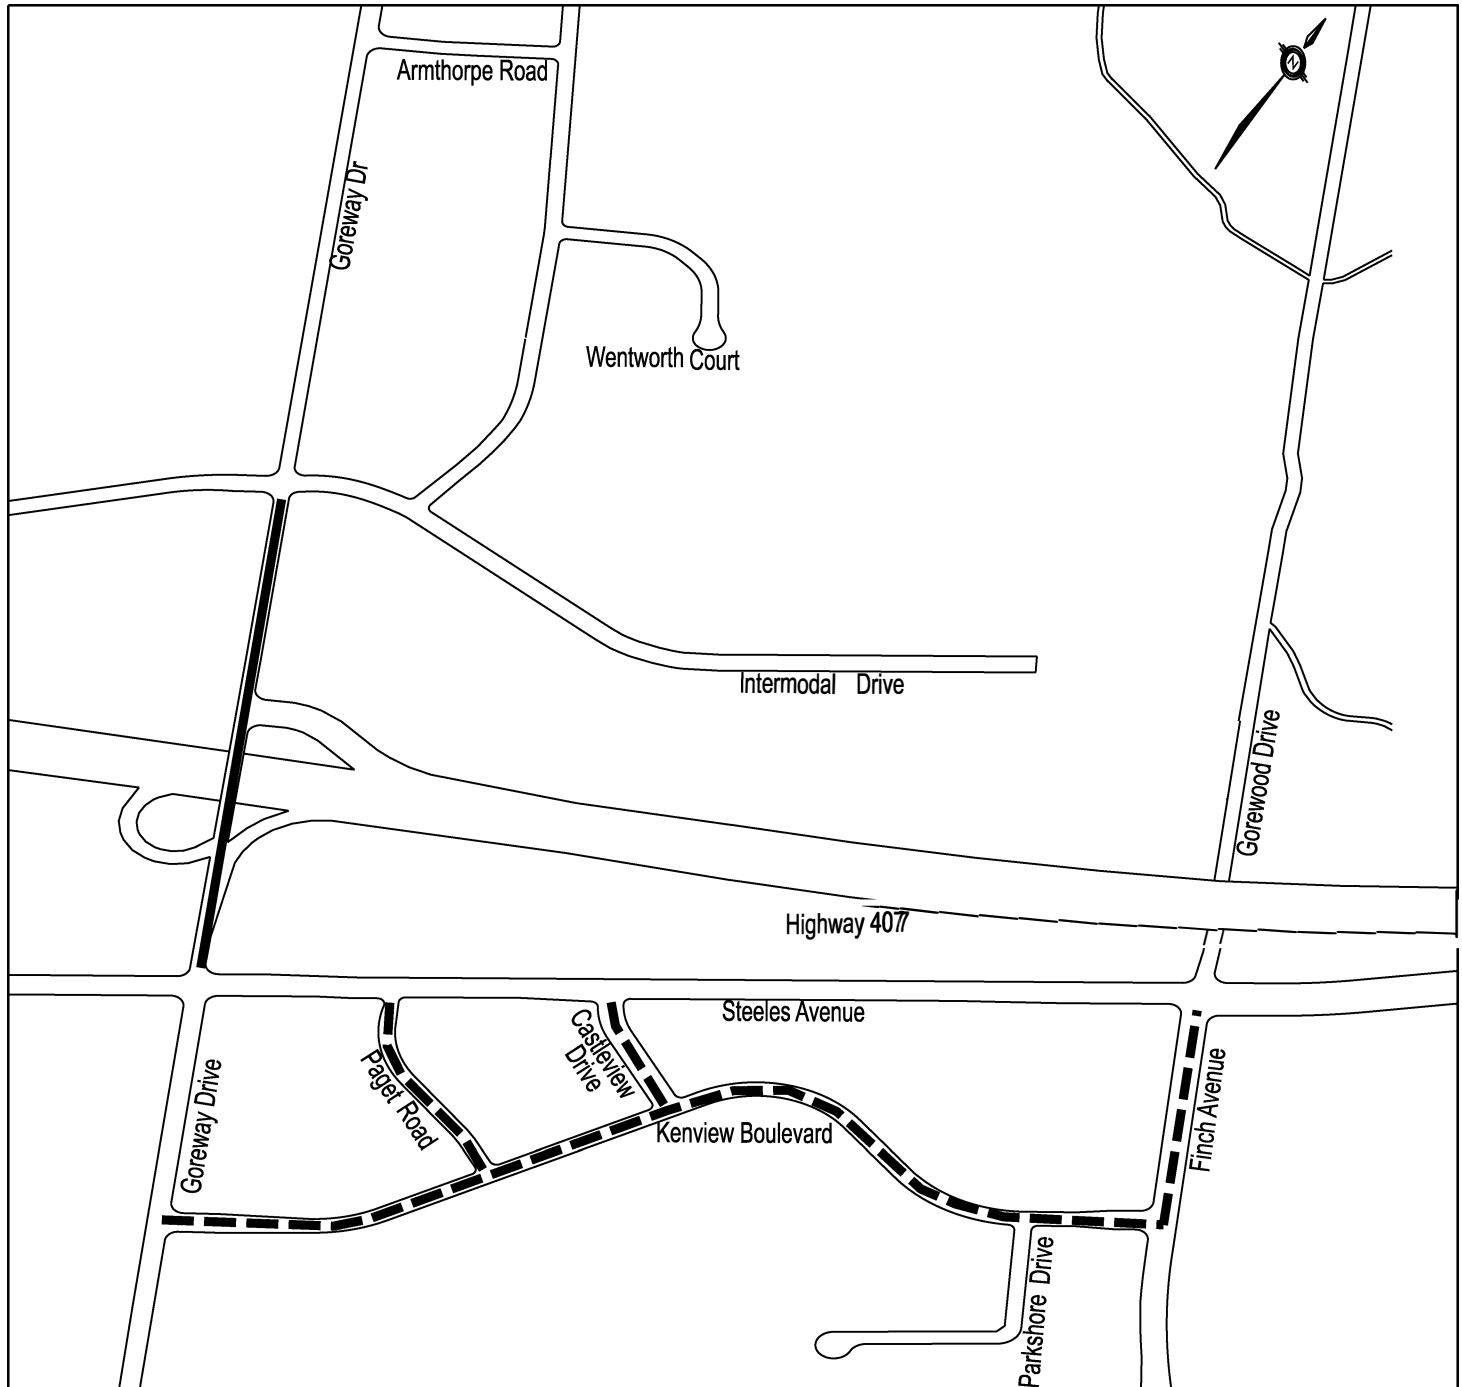 Armthorpe Road
N
Goreway Dr
Wentworth Court
Intermodal Drive
Gorewood Drive
Highway 407
Steeles Avenue
Castleview
Drive
Paget Road
Goreway Drive
Kenview Boulevard
Finch Avenue
Parkshore Drive